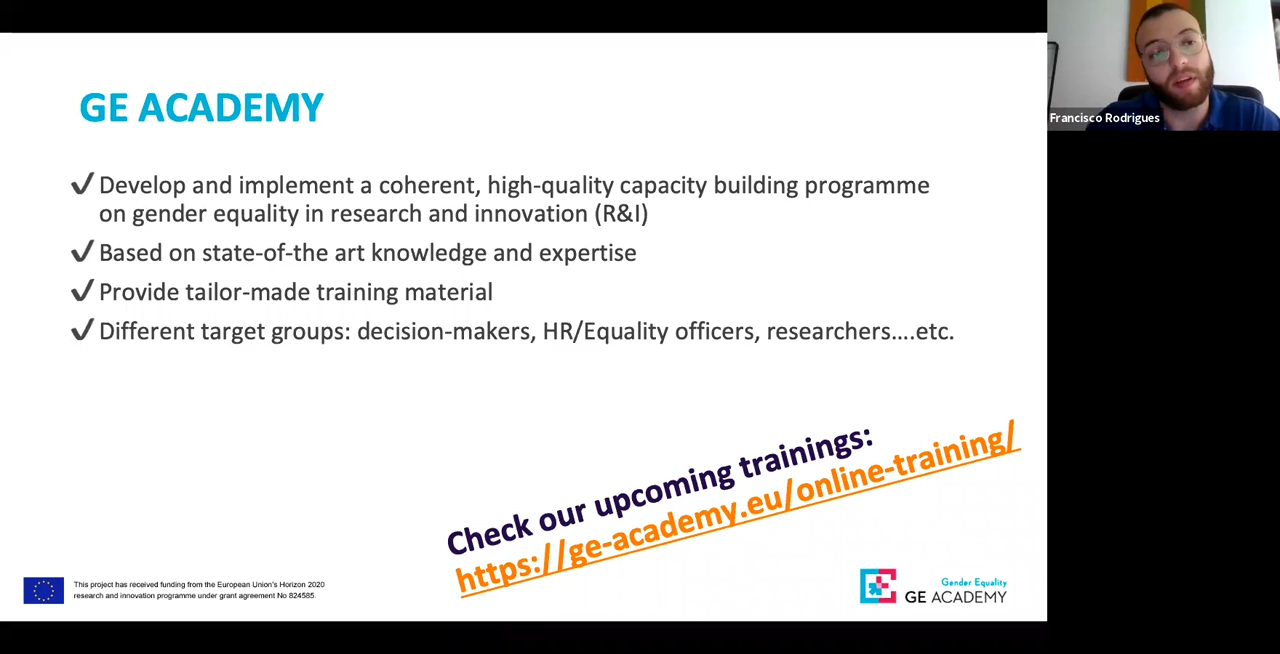 GE ACADEMY
✔Develop and implement a coherent, high-quality capacity building programme
on gender equality in research and innovation (R&I)
✔Based on state-of-the art knowledge and expertise
✔Provide tailor-made training material
✔Different target groups: decision-makers, HR/Equality officers, researchers….etc.
Check our upcoming trainings:
https://ge-academy.eu/online-training/
This project has received funding from the European Union's Horizon 2020
research and innovation programme under grant agreement No 824585.
Gender Equality
GE ACADEMY
Francisco Rodrigues